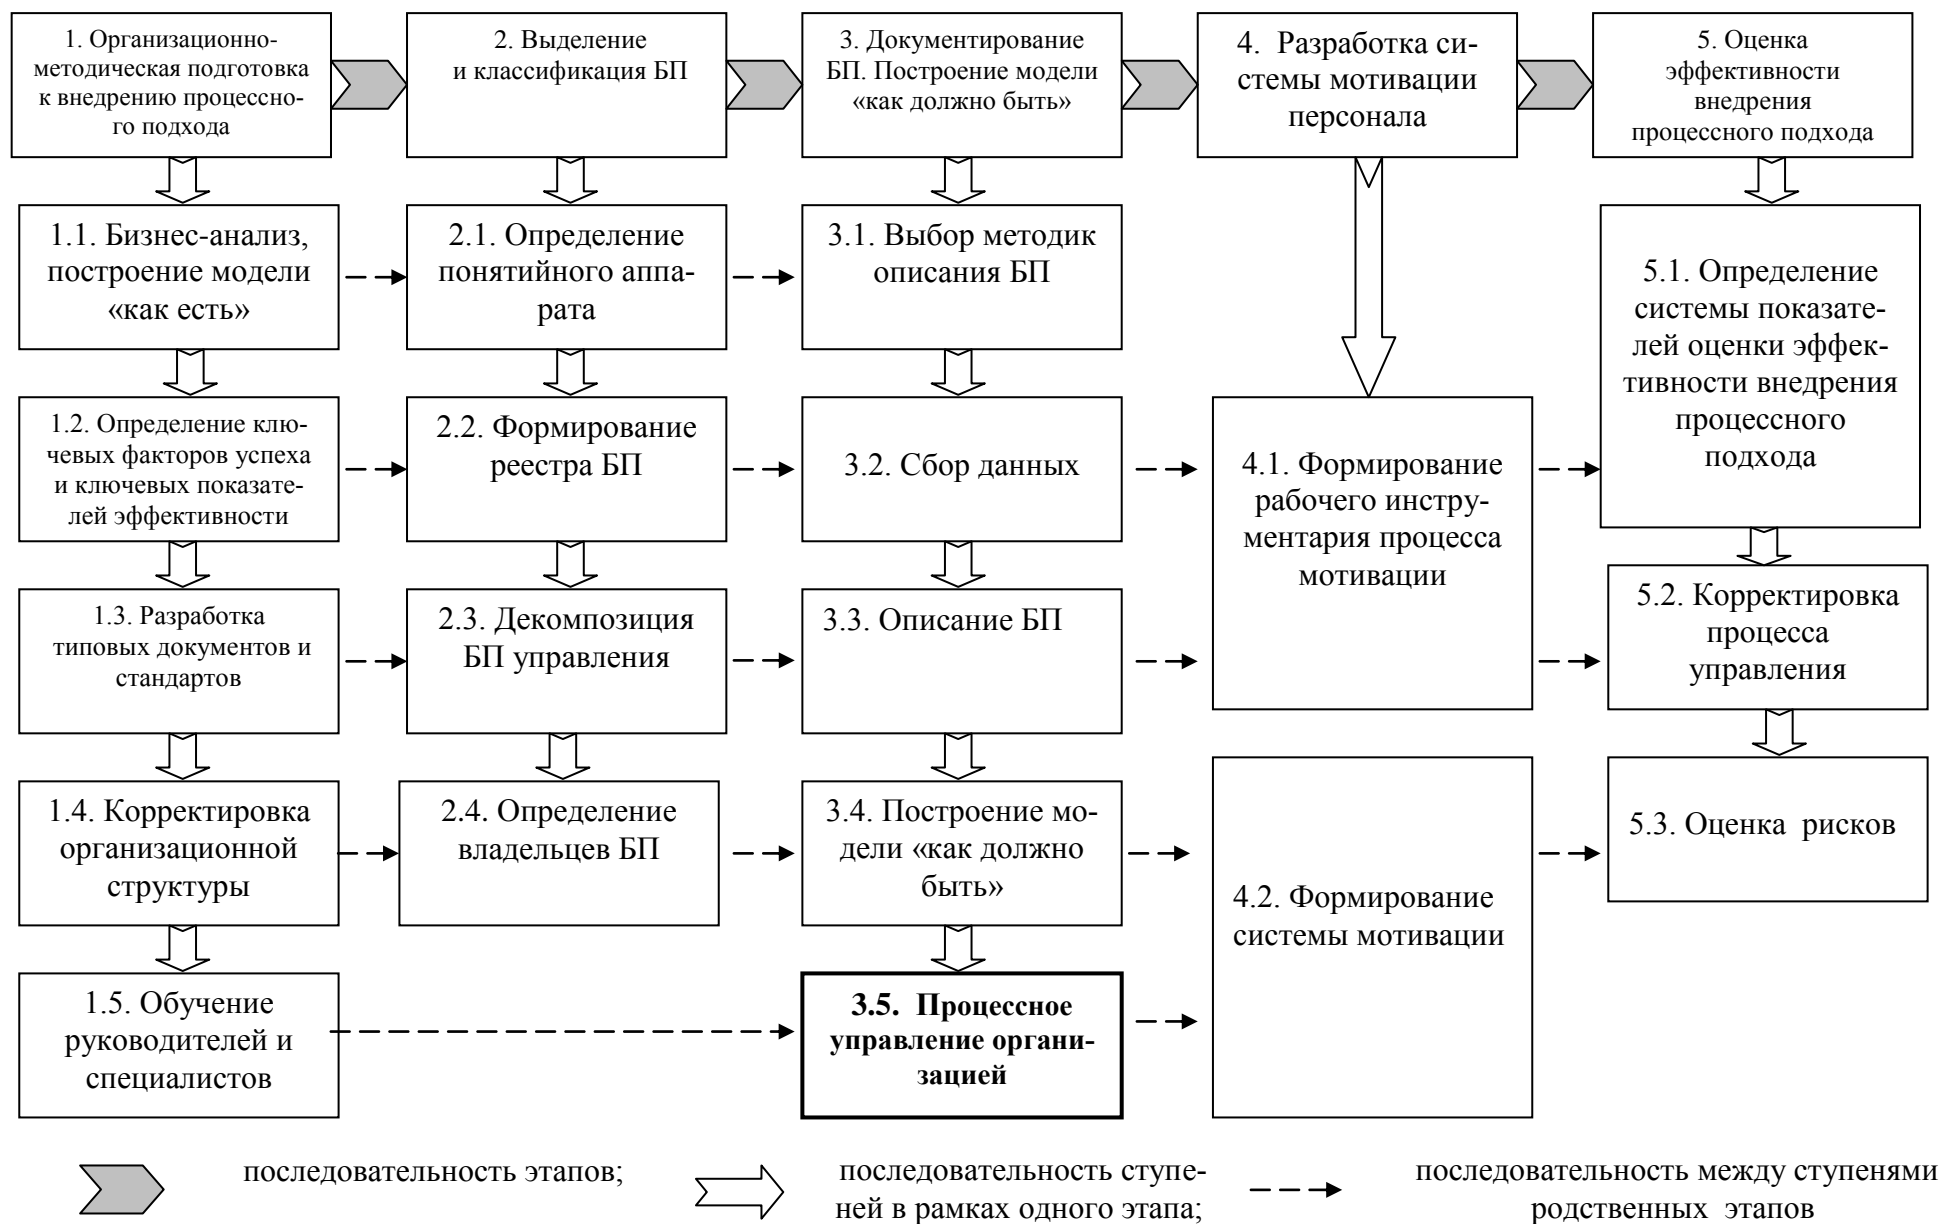 1. Организационно-
методическая подготовка
к внедрению процессно-
го подхода
2. Выделение
и классификация БП
3. Документирование
БП. Построение модели
«как должно быть»
4. Разработка си-
стемы мотивации
персонала
5. Оценка
эффективности
внедрения
процессного подхода
1.1. Бизнес-анализ,
построение модели
«как есть»
2.1. Определение
понятийного аппа-
рата
3.1. Выбор методик
описания БП
5.1. Определение
системы показате-
лей оценки эффек-
тивности внедрения
процессного
подхода
1.2. Определение клю-
чевых факторов успеха
и ключевых показате-
лей эффективности
2.2. Формирование
реестра БП
3.2. Сбор данных
4.1. Формирование
рабочего инстру-
ментария процесса
мотивации
1.3. Разработка
типовых документов и
стандартов
2.3. Декомпозиция
БП управления
3.3. Описание БП
5.2. Корректировка
процесса
управления
1.4. Корректировка
организационной
структуры
2.4. Определение
владельцев БП
3.4. Построение мо-
дели «как должно
быть»
4.2. Формирование
системы мотивации
5.3. Оценка рисков
1.5. Обучение
руководителей и
специалистов
3.5. Процессное
управление органи-
зацией
последовательность этапов;
последовательность ступе-
ней в рамках одного этапа;
последовательность между ступенями
родственных этапов